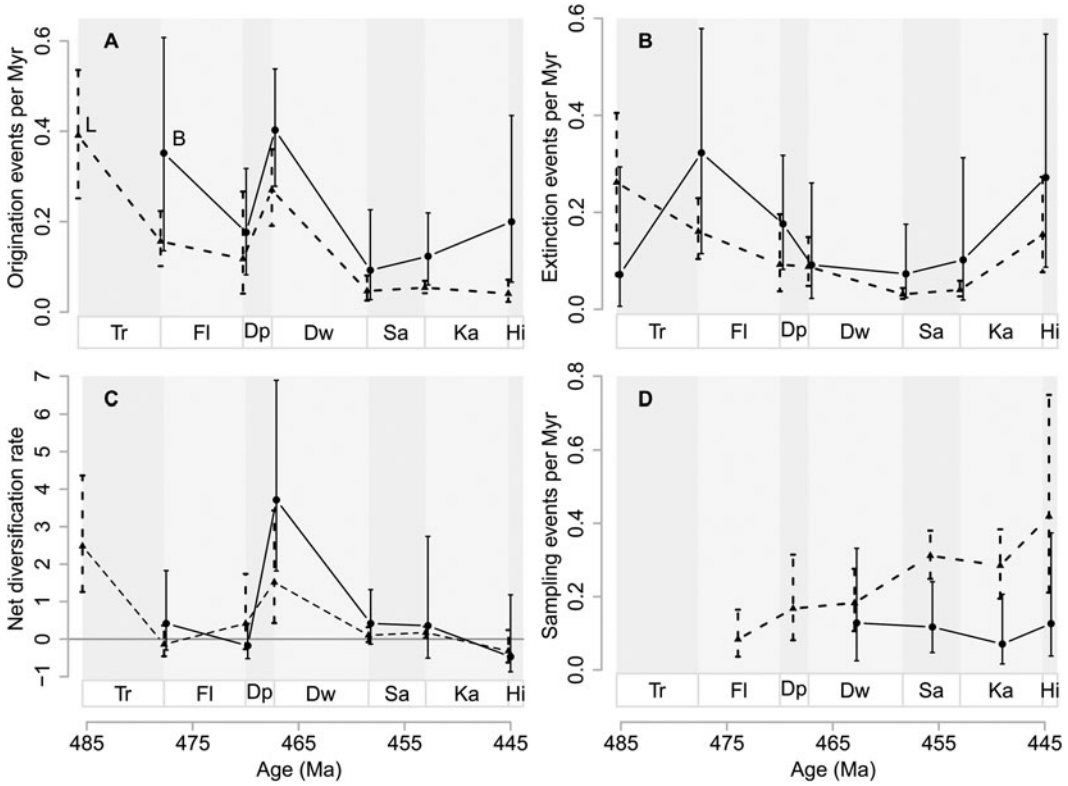 A
Origination events per Myr
0.6
0.4
0.2
0.0
L
B
Tr Fl Dp Dw Sa Ka Hi
B
Extinction events per Myr
0.6
0.4
0.2
0.0
Tr Fl Dp Dw Sa Ka Hi
C
Net diversification rate
7
6
5
4
3
2
1
0
−1
Tr Fl Dp Dw Sa Ka Hi
485 475 465 455 445
Age (Ma)
D
Sampling events per Myr
0.8
0.6
0.4
0.2
0.0
Tr Fl Dp Dw Sa Ka Hi
485 475 465 455 445
Age (Ma)